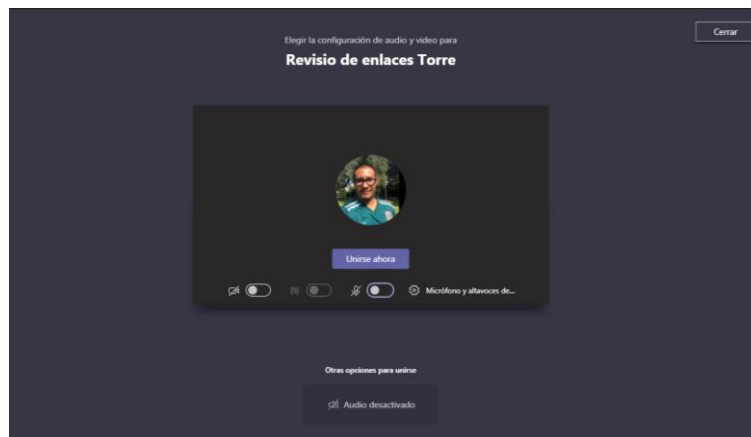 Elegir la configuración de audio y video para
Cerrar
Revisio de enlaces Torre
Unirse ahora
Micrófono y altavoces de...
Otras opciones para unirse
Audio desactivado